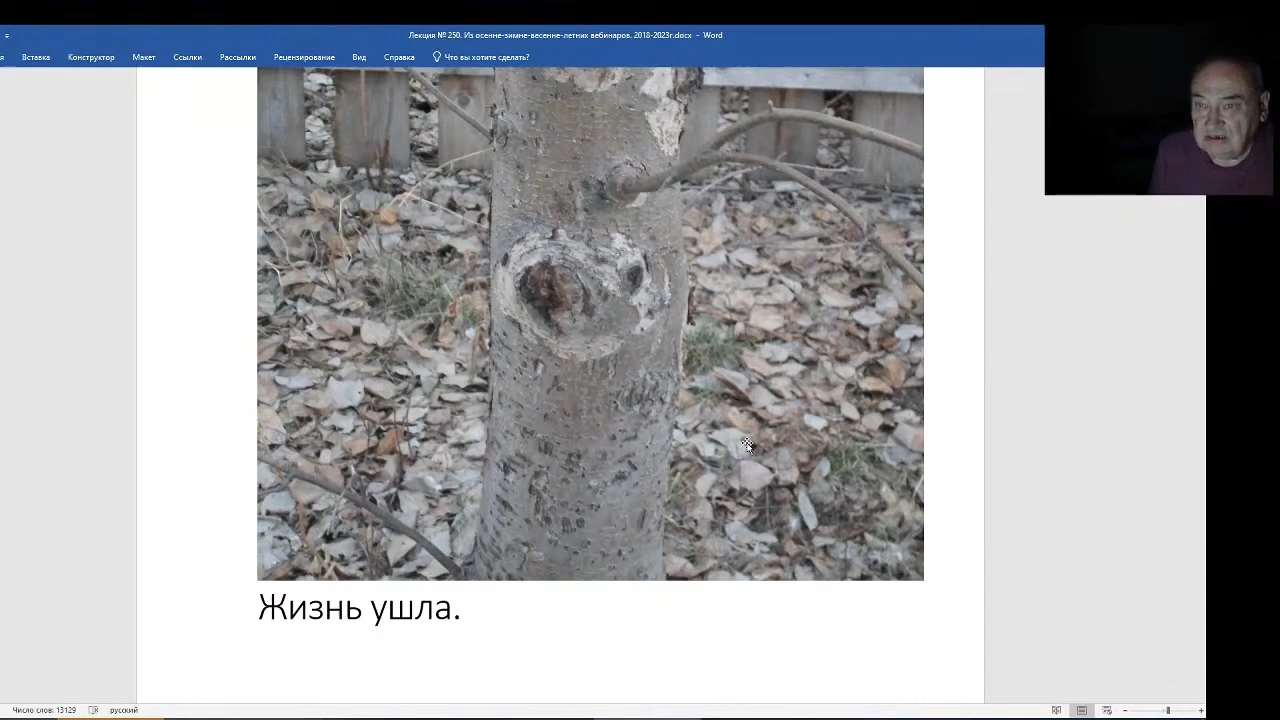 Лекция № 250. Из осенне-зимне-весенне-летних вебинаров. 2018-2023г.docx - Word
я Вставка Конструктор Макет Ссылки Рассылки Рецензирование Вид Справка Что вы хотите сделать?
Жизнь ушла.
Число слов: 13129 русский